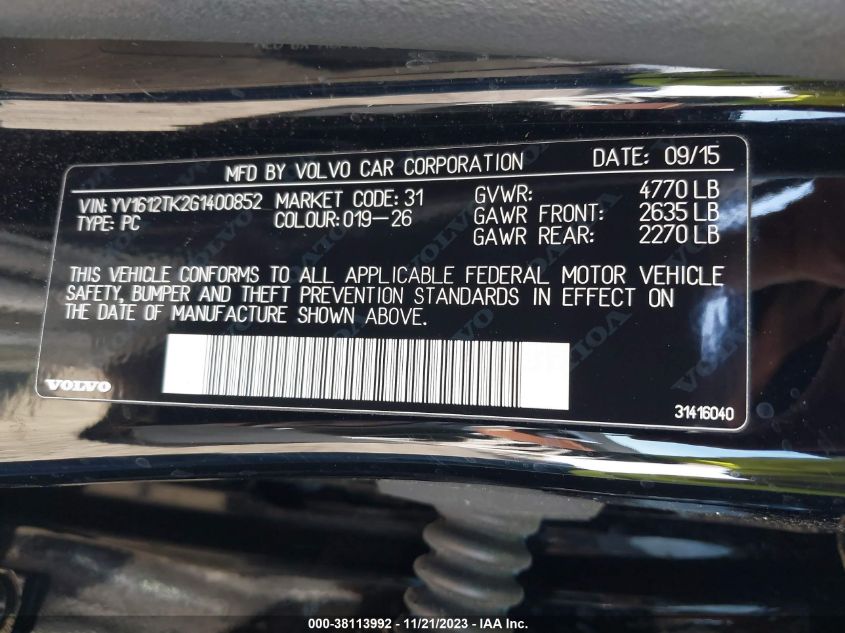 MFD BY VOLVO CAR CORPORATION DATE: 09/15
VIN: YV1612TK2G1400852 MARKET CODE: 31 GVWR: 4770 LB
TYPE: PC COLOUR: 019-26 GAWR FRONT: 2635 LB
GAWR REAR: 2270 LB
THIS VEHICLE CONFORMS TO ALL APPLICABLE FEDERAL MOTOR VEHICLE
SAFETY, BUMPER AND THEFT PREVENTION STANDARDS IN EFFECT ON
THE DATE OF MANUFACTURE SHOWN ABOVE.
VOLVO
31416040
000-38113992 - 11/21/2023 - IAA Inc.